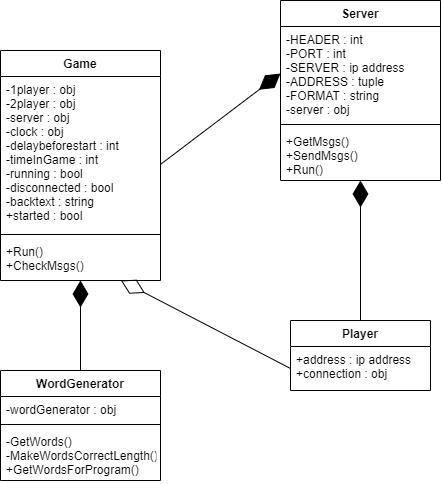 Server
-HEADER : int
-PORT : int
-SERVER : ip address
-ADDRESS : tuple
-FORMAT : string
-server : obj
+GetMsgs()
+SendMsgs()
+Run()
Game
-1player : obj
-2player : obj
-server : obj
-clock : obj
-delaybeforestart : int
-timeInGame : int
-running : bool
-disconnected : bool
-backtext : string
+started : bool
+Run()
+CheckMsgs()
Player
+address : ip address
+connection : obj
WordGenerator
-wordGenerator : obj
-GetWords()
-MakeWordsCorrectLength()
+GetWordsForProgram()